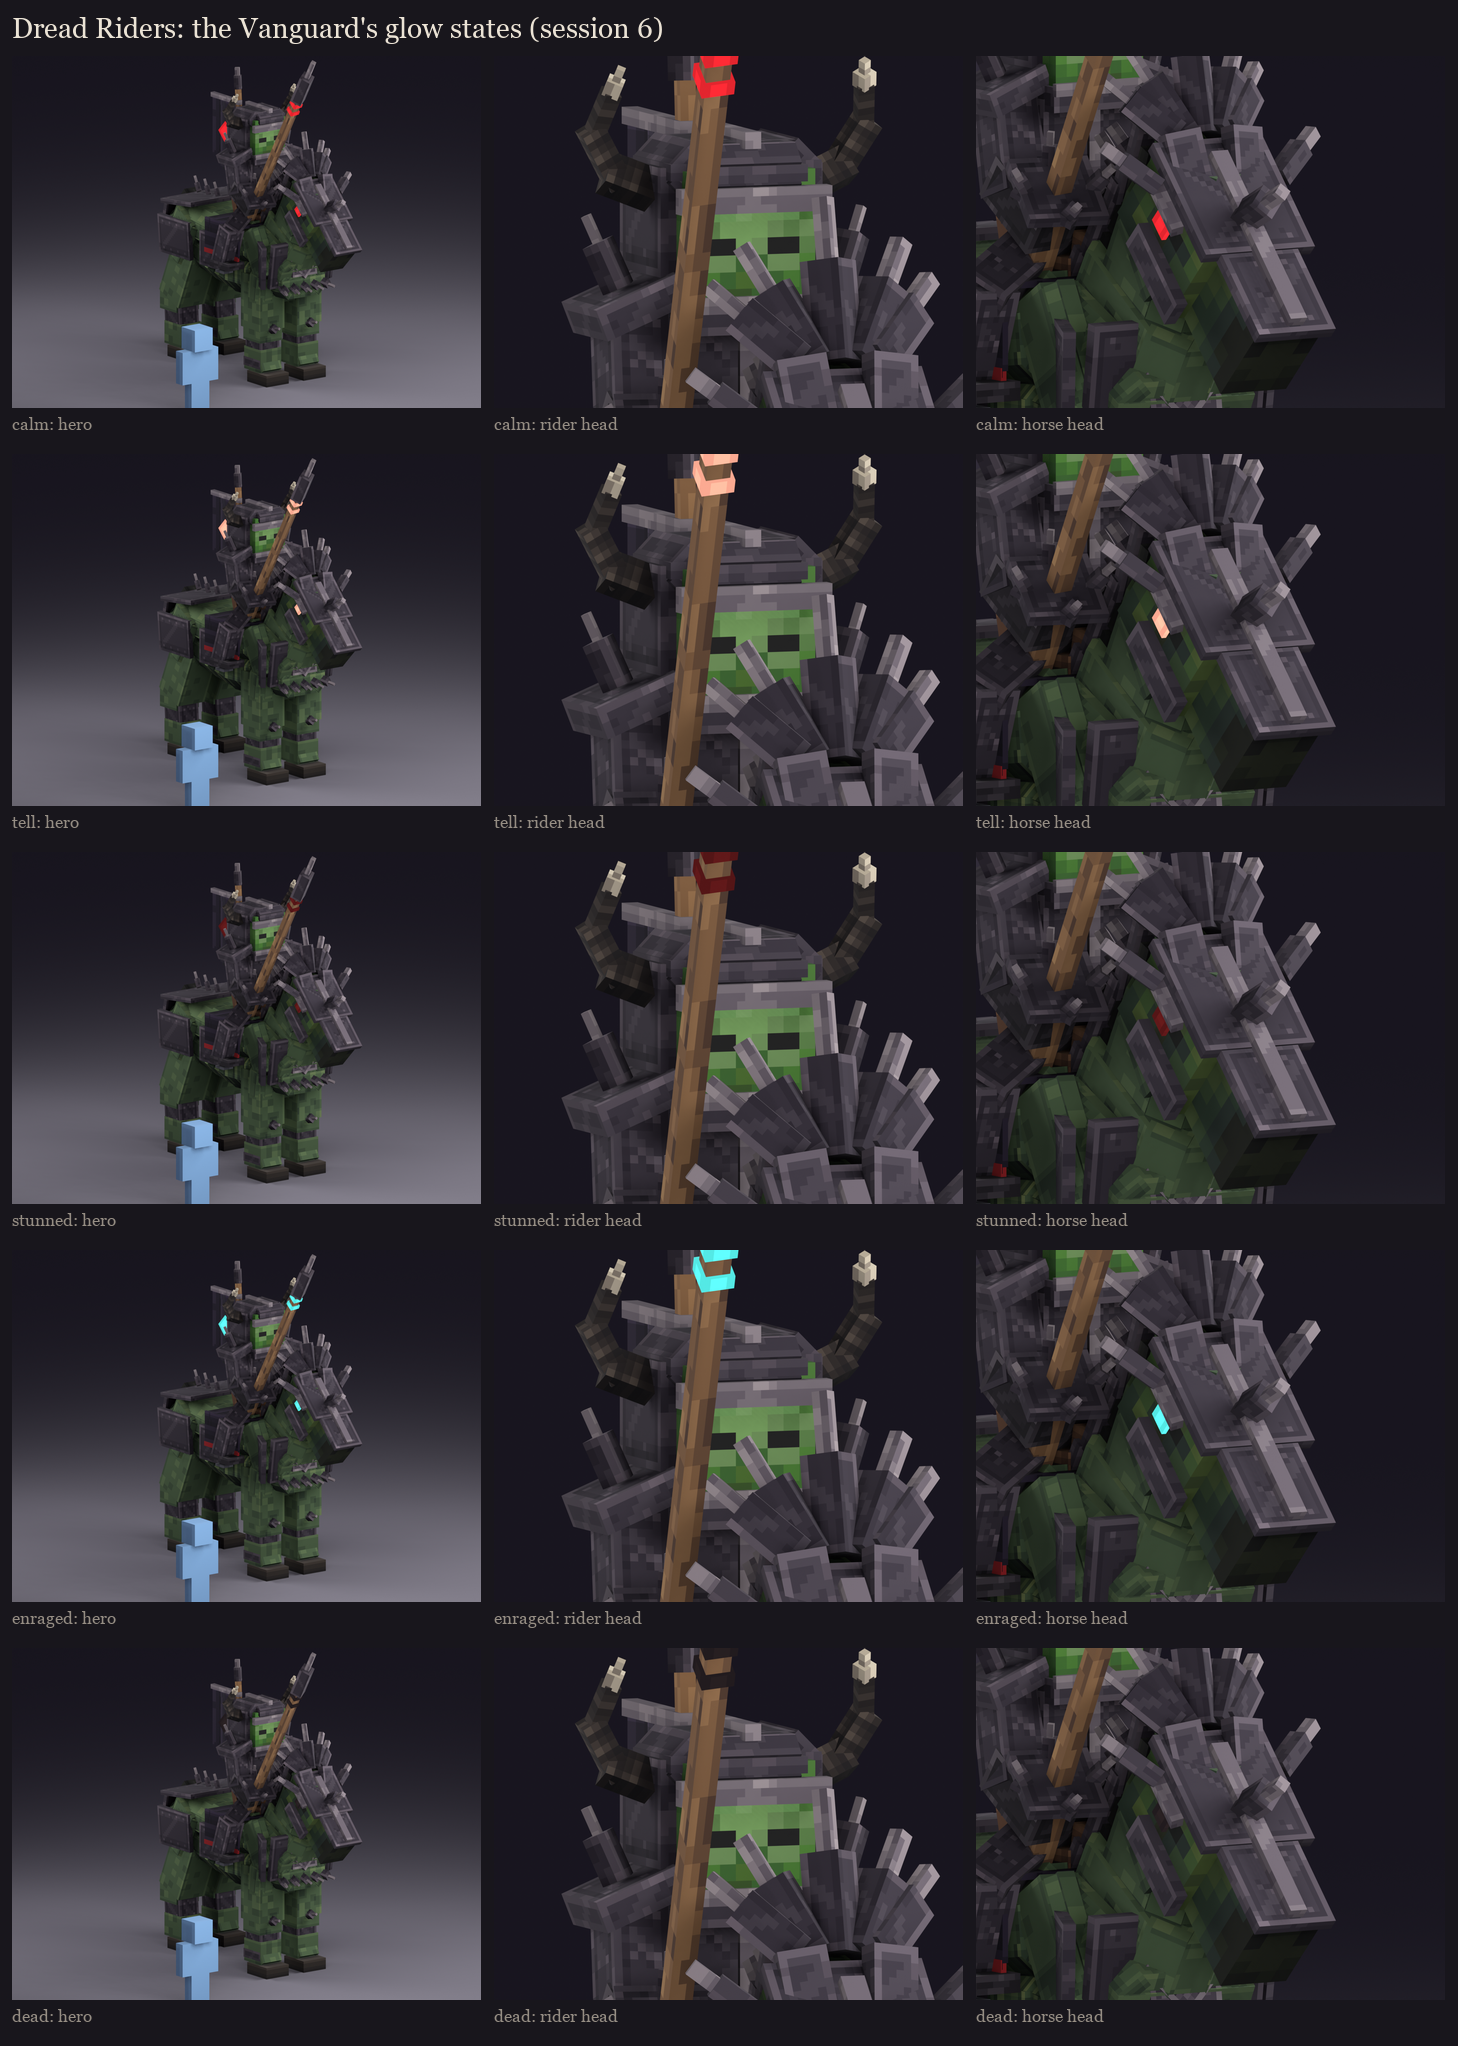 Dread Riders: the Vanguard's glow states (session 6)
calm: hero
calm: rider head
calm: horse head
tell: hero
tell: rider head
tell: horse head
stunned: hero
stunned: rider head
stunned: horse head
enraged: hero
enraged: rider head
enraged: horse head
dead: hero
dead: rider head
dead: horse head